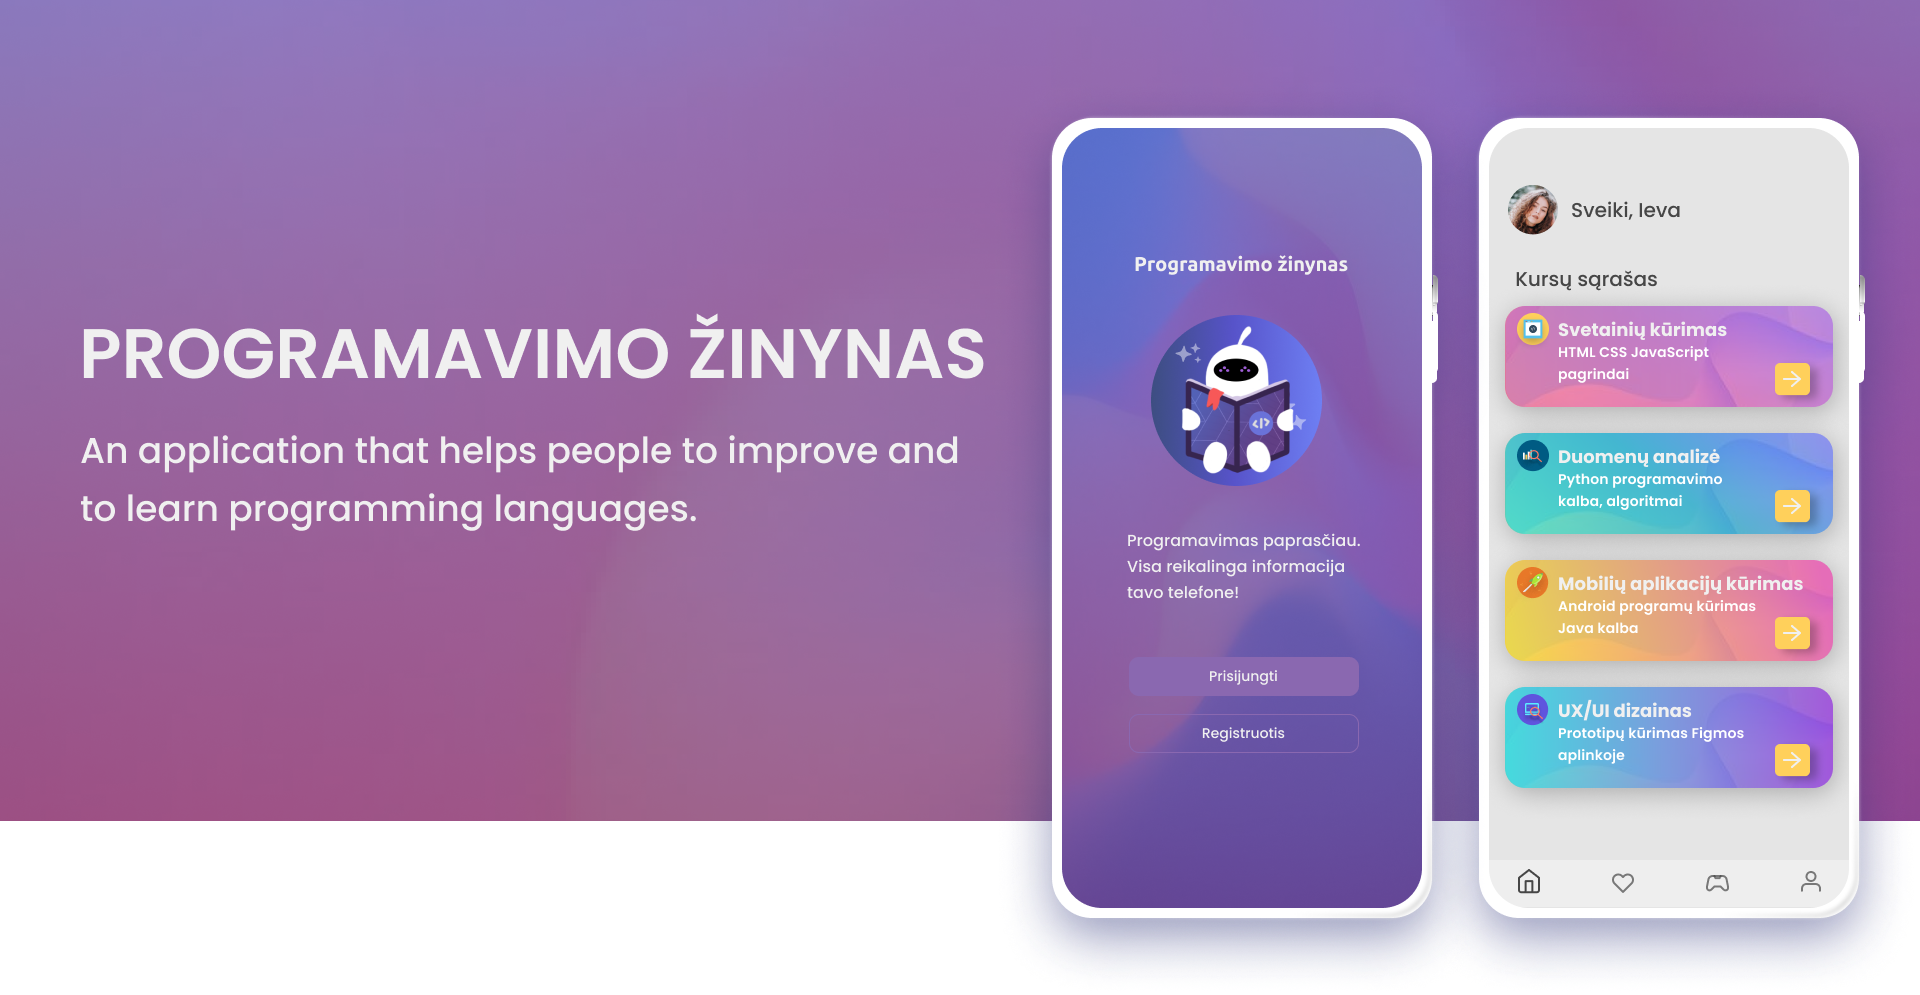 PROGRAMAVIMO ŽINYNAS
An application that helps people to improve and
to learn programming languages.
Programavimo žinynas
</>
Programavimas paprasčiau.
Visa reikalinga informacija
tavo telefone!
Prisijungti
Registruotis
Sveiki, Ieva
Kursų sąrašas
Svetainių kūrimas
HTML CSS JavaScript
pagrindai
Duomenų analizė
Python programavimo
kalba, algoritmai
Mobilių aplikacijų kūrimas
Android programų kūrimas
Java kalba
UX/UI dizainas
Prototipų kūrimas Figmos
aplinkoje